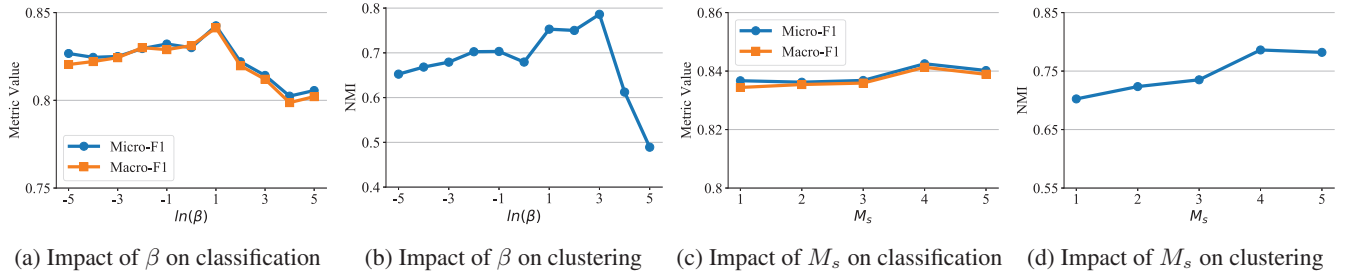 0.85
0.8
0.75
Metric Value
Micro-F1
Macro-F1
-5 -3 -1 1 3 5
ln(β)
(a) Impact of β on classification
0.8
0.7
0.6
0.5
0.4
NMI
-5 -3 -1 1 3 5
ln(β)
(b) Impact of β on clustering
0.86
0.84
0.82
0.8
Metric Value
Micro-F1
Macro-F1
1 2 3 4 5
Mₛ
(c) Impact of Mₛ on classification
0.85
0.75
0.65
0.55
NMI
1 2 3 4 5
Mₛ
(d) Impact of Mₛ on clustering